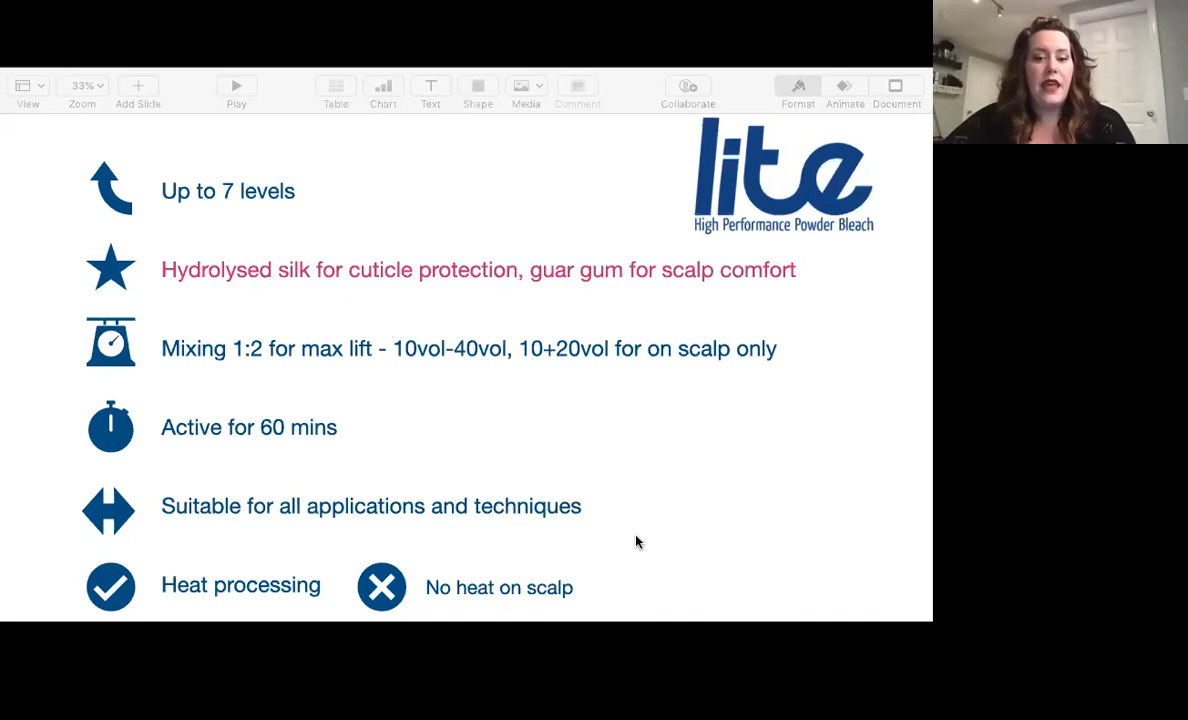 33%
View
Zoom
Add Slide
Play
Table
Chart
Text
Shape
Media
Comment
Collaborate
Format
Animate
Document
lite
High Performance Powder Bleach
Up to 7 levels
Hydrolysed silk for cuticle protection, guar gum for scalp comfort
Mixing 1:2 for max lift - 10vol-40vol, 10+20vol for on scalp only
Active for 60 mins
Suitable for all applications and techniques
Heat processing
No heat on scalp